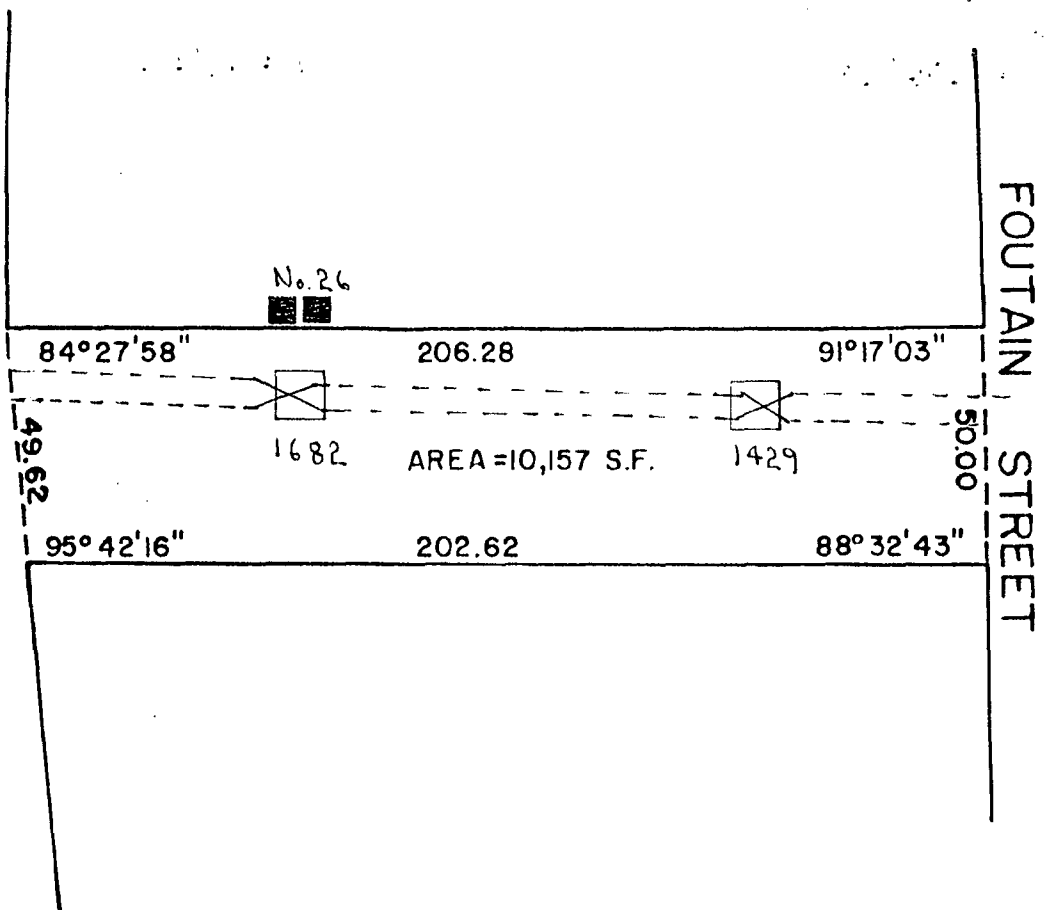 No. 26
84°27'58" 206.28 91°17'03"
FOUTAIN STREET
49.62
1682 AREA =10,157 S.F. 1429
50.00
95°42'16" 202.62 88°32'43"